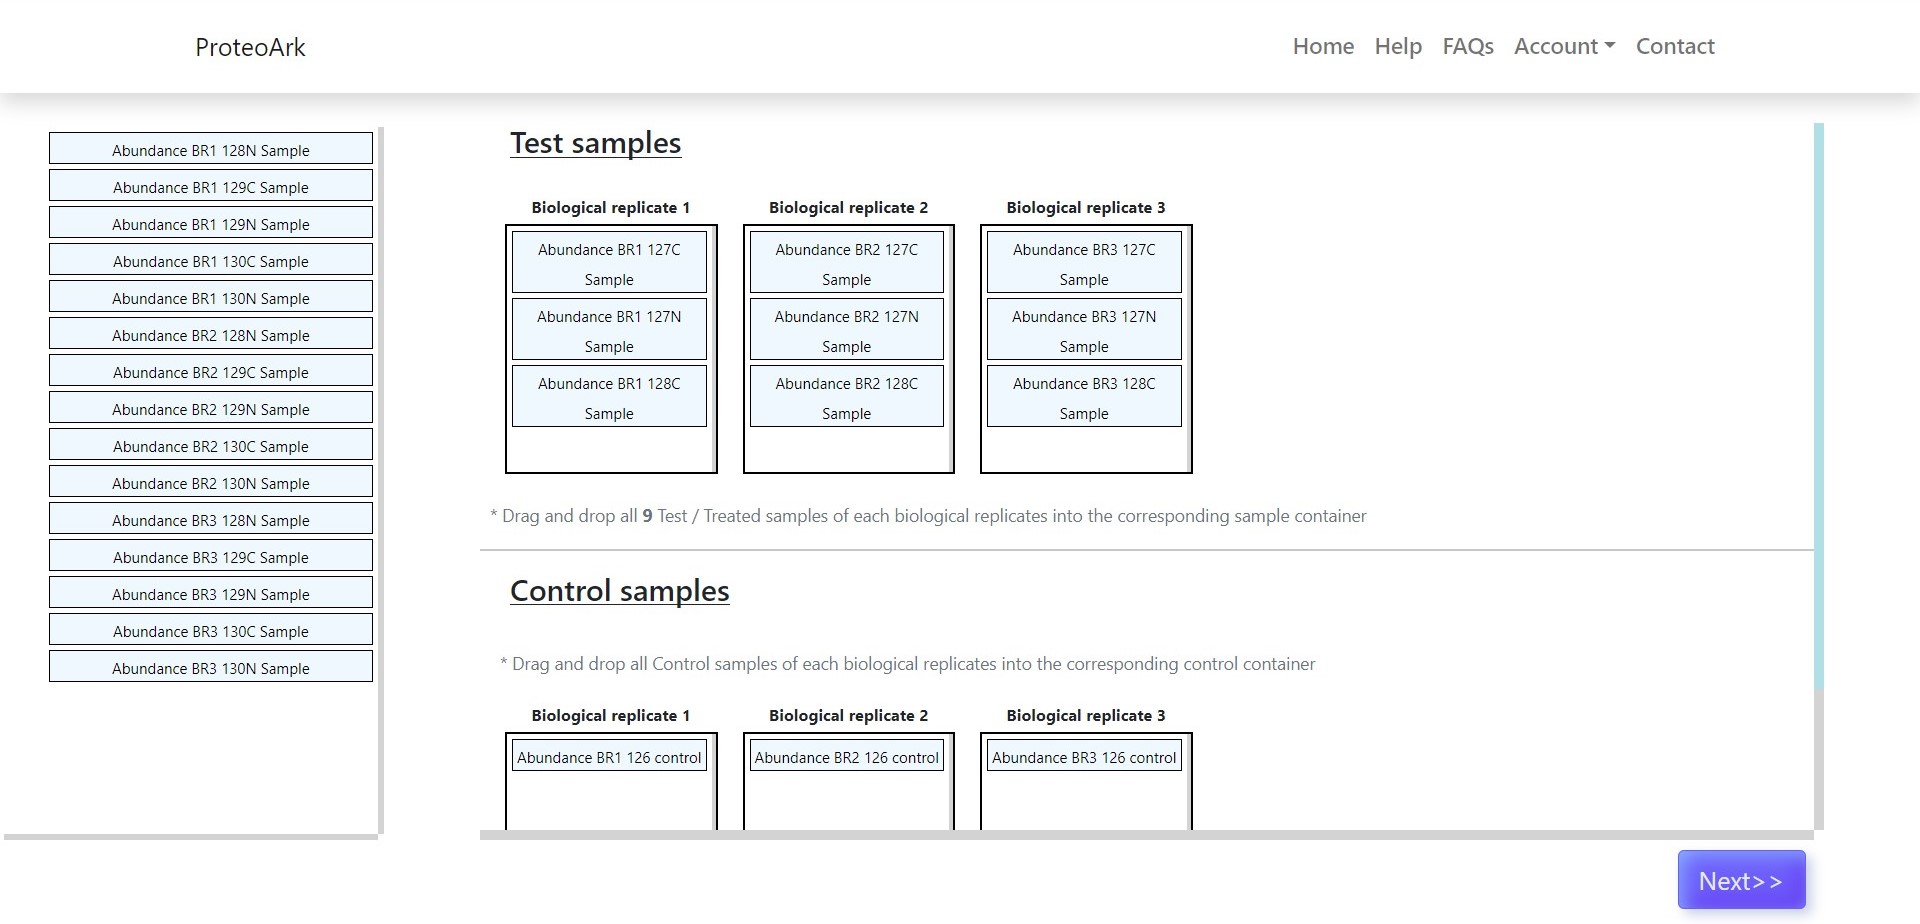 ProteoArk
Home Help FAQs Account Contact
Abundance BR1 128N Sample
Abundance BR1 129C Sample
Abundance BR1 129N Sample
Abundance BR1 130C Sample
Abundance BR1 130N Sample
Abundance BR2 128N Sample
Abundance BR2 129C Sample
Abundance BR2 129N Sample
Abundance BR2 130C Sample
Abundance BR2 130N Sample
Abundance BR3 128N Sample
Abundance BR3 129C Sample
Abundance BR3 129N Sample
Abundance BR3 130C Sample
Abundance BR3 130N Sample
Test samples
Biological replicate 1
Abundance BR1 127C
Sample
Abundance BR1 127N
Sample
Abundance BR1 128C
Sample
Biological replicate 2
Abundance BR2 127C
Sample
Abundance BR2 127N
Sample
Abundance BR2 128C
Sample
Biological replicate 3
Abundance BR3 127C
Sample
Abundance BR3 127N
Sample
Abundance BR3 128C
Sample
* Drag and drop all 9 Test / Treated samples of each biological replicates into the corresponding sample container
Control samples
* Drag and drop all Control samples of each biological replicates into the corresponding control container
Biological replicate 1
Abundance BR1 126 control
Biological replicate 2
Abundance BR2 126 control
Biological replicate 3
Abundance BR3 126 control
Next>>